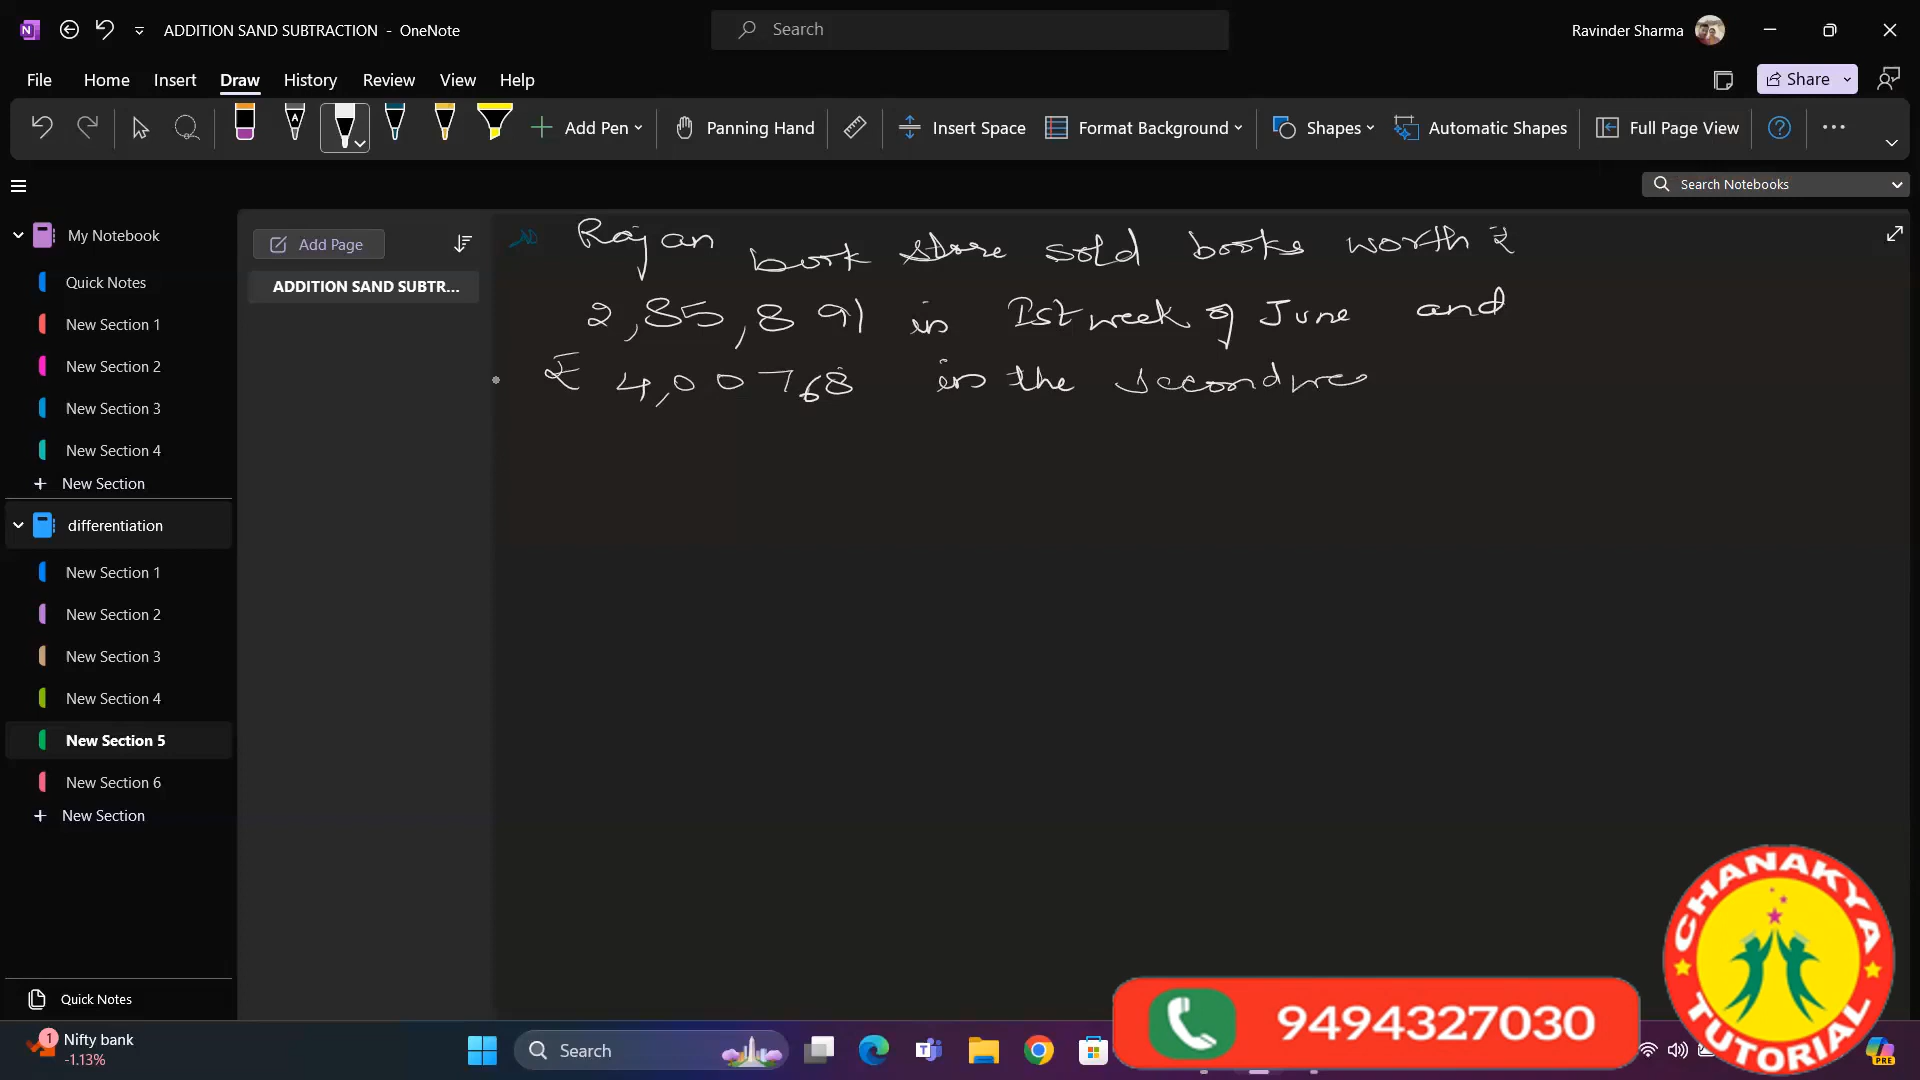 ADDITION SAND SUBTRACTION - OneNote
Search
Ravinder Sharma
File Home Insert Draw History Review View Help
Share
Add Pen
Panning Hand
Insert Space
Format Background
Shapes
Automatic Shapes
Full Page View
Search Notebooks
My Notebook
Quick Notes
New Section 1
New Section 2
New Section 3
New Section 4
New Section
differentiation
New Section 1
New Section 2
New Section 3
New Section 4
New Section 5
New Section 6
New Section
Quick Notes
Add Page
ADDITION SAND SUBTR...
Rajan book store sold books worth ₹
2,85,891 in Ist week of June and
₹ 4,00768 in the secondwe
CHANAKYA
TUTORIAL
9494327030
1
Nifty bank
-1.13%
Search
PRE